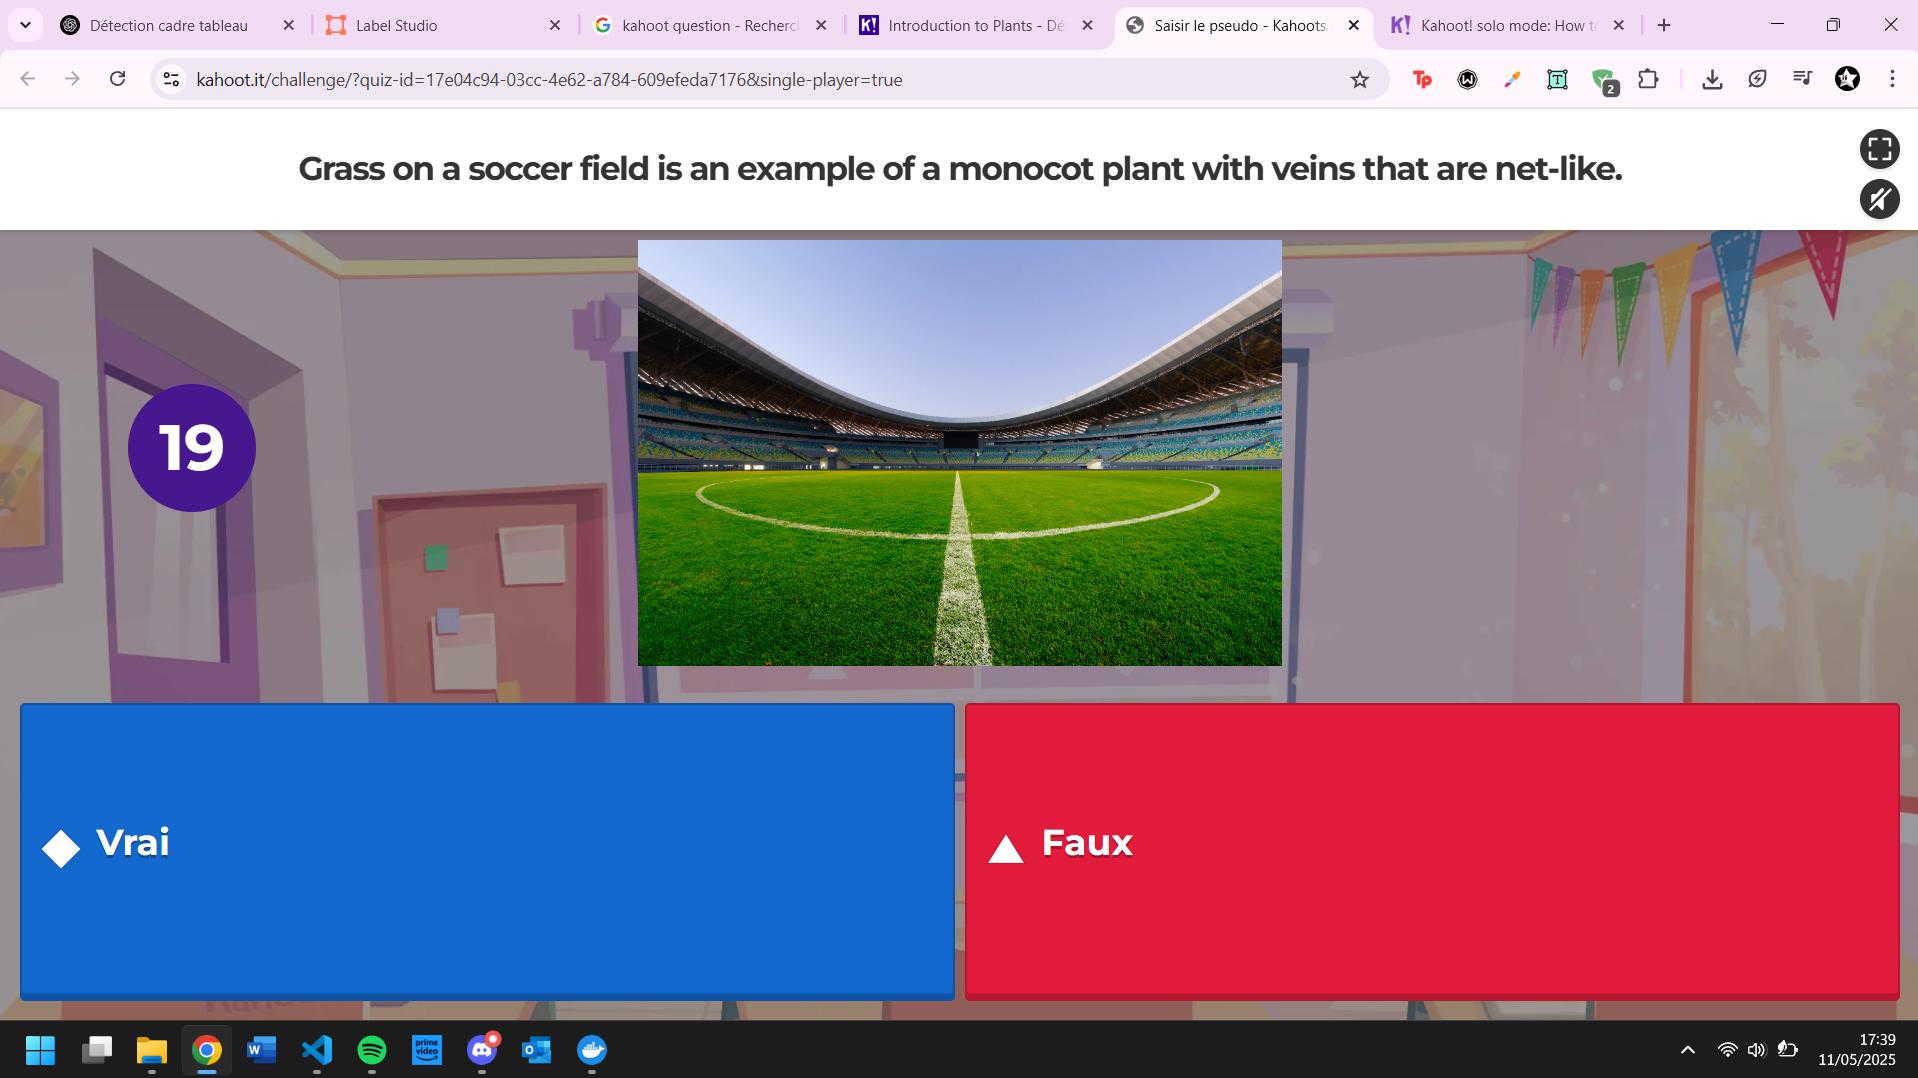 Détection cadre tableau
Label Studio
kahoot question - Recherc
Introduction to Plants - Dé
Saisir le pseudo - Kahoots
Kahoot! solo mode: How t
kahoot.it/challenge/?quiz-id=17e04c94-03cc-4e62-a784-609efeda7176&single-player=true
2
Grass on a soccer field is an example of a monocot plant with veins that are net-like.
19
Vrai
Faux
prime video
17:39
11/05/2025